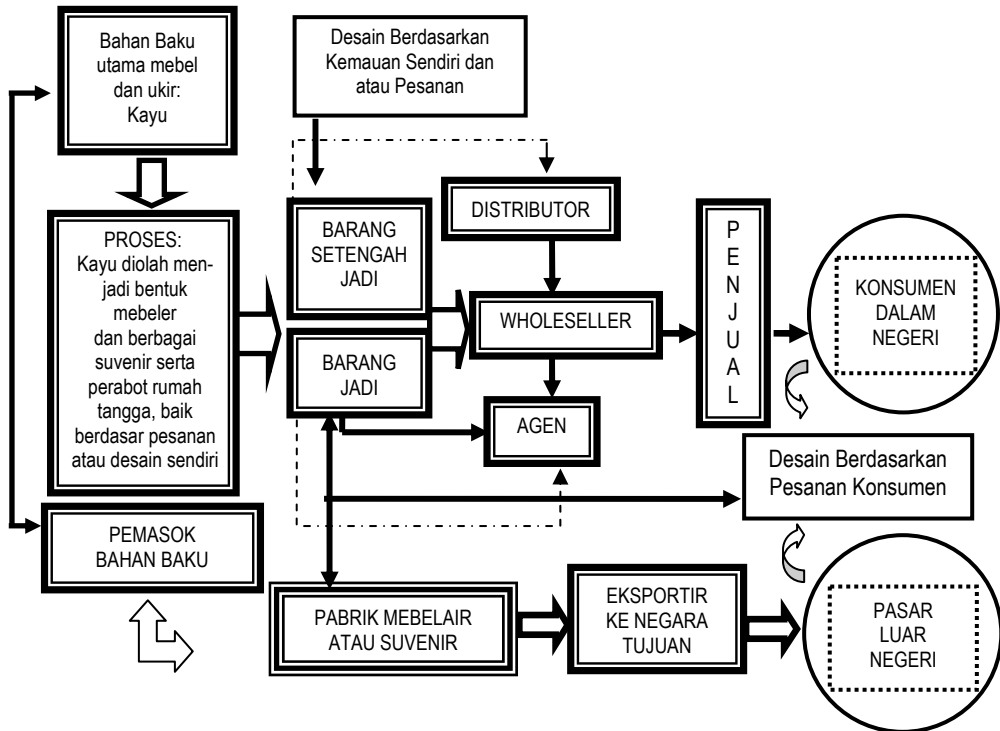 Bahan Baku
utama mebel
dan ukir:
Kayu
Desain Berdasarkan
Kemauan Sendiri dan
atau Pesanan
PROSES:
Kayu diolah men-
jadi bentuk
mebeler
dan berbagai
suvenir serta
perabot rumah
tangga, baik
berdasar pesanan
atau desain sendiri
BARANG
SETENGAH
JADI
BARANG
JADI
DISTRIBUTOR
WHOLESELLER
AGEN
P
E
N
J
U
A
L
KONSUMEN
DALAM
NEGERI
Desain Berdasarkan
Pesanan Konsumen
PEMASOK
BAHAN BAKU
PABRIK MEBELAIR
ATAU SUVENIR
EKSPORTIR
KE NEGARA
TUJUAN
PASAR
LUAR
NEGERI